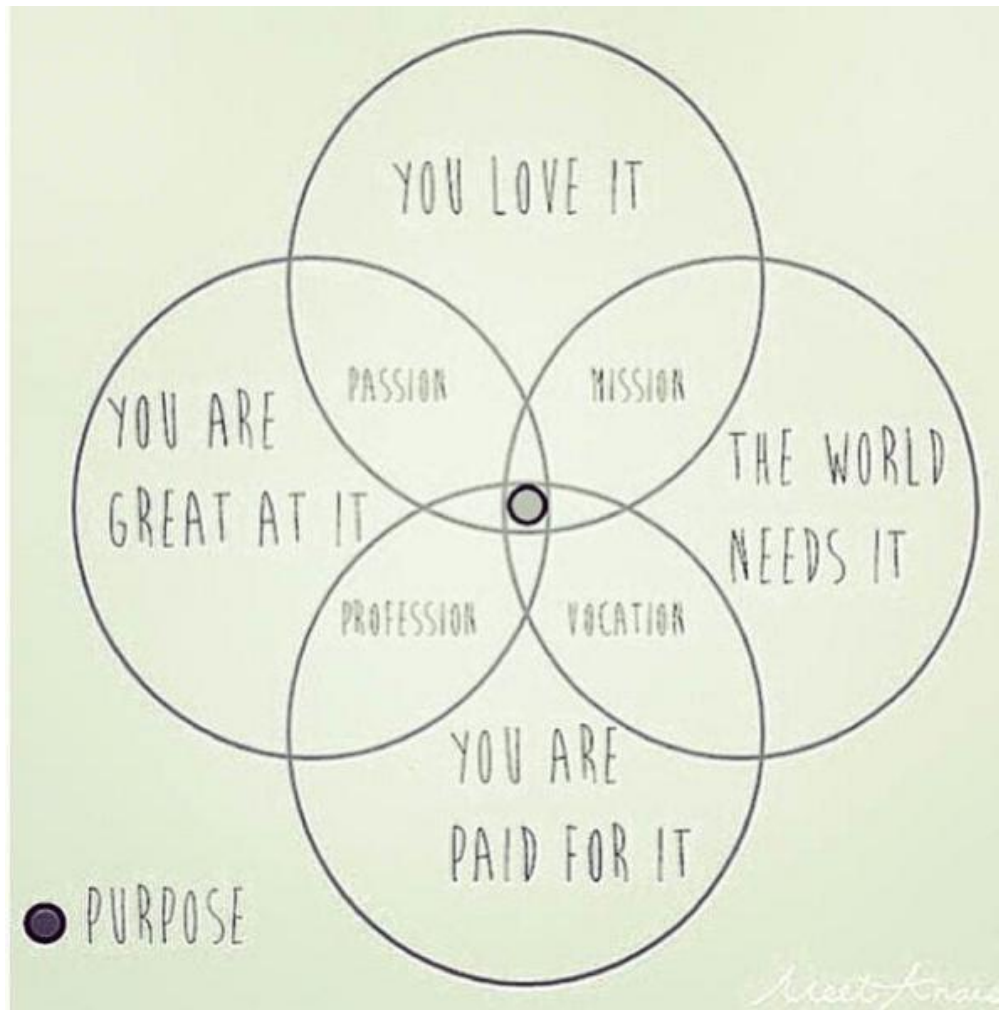 YOU LOVE IT
PASSION
MISSION
YOU ARE
GREAT AT IT
THE WORLD
NEEDS IT
PROFESSION
VOCATION
YOU ARE
PAID FOR IT
PURPOSE